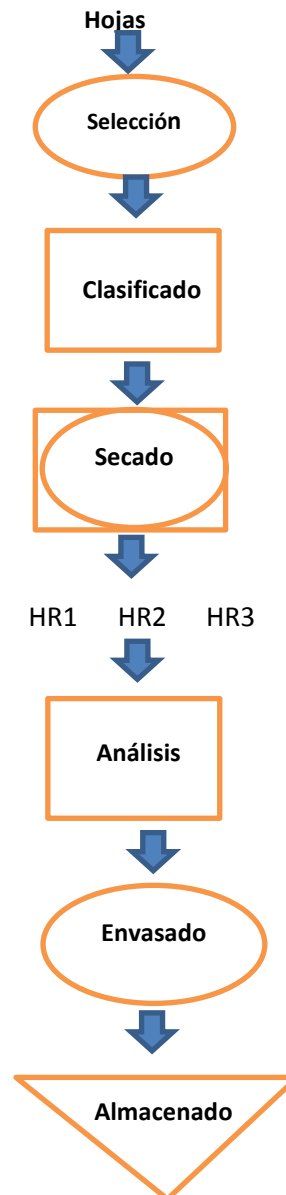 Hojas
Selección
Clasificado
Secado
HR1 HR2 HR3
Análisis
Envasado
Almacenado